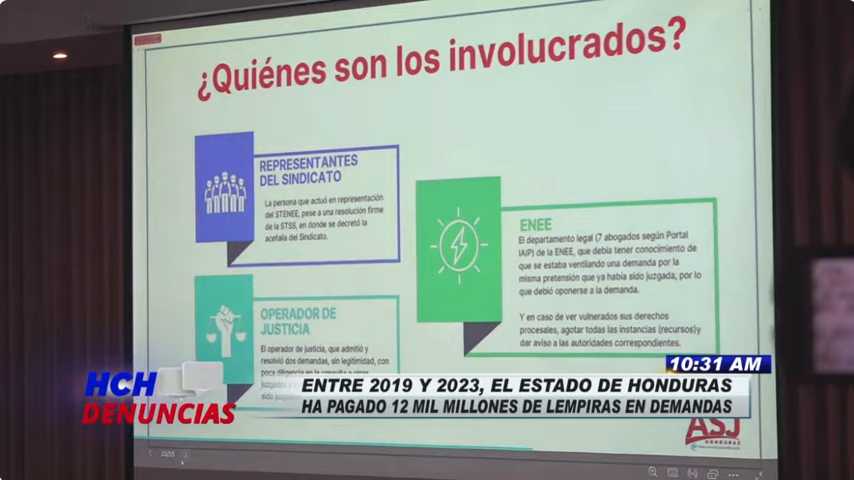 ¿Quiénes son los involucrados?
REPRESENTANTES
DEL SINDICATO
La persona que actuó en representación
del STENEE, pese a una resolución firme
de la STSS, en donde se decretó la
acefalía del Sindicato.
ENEE
El departamento legal (7 abogados según Portal
IAIP) de la ENEE, que debía tener conocimiento de
que se estaba ventilando una demanda por la
misma pretensión que ya había sido juzgada, por lo
que debió oponerse a la demanda.
Y en caso de ver vulnerados sus derechos
procesales, agotar todas las instancias (recursos)y
dar aviso a las autoridades correspondientes.
OPERADOR DE
JUSTICIA
El operador de justicia, que admitió y
resolvió dos demandas, sin legitimidad, con
poca diligencia en la consulta a otros
juzgados
sido juzg
10:31 AM
HCH
DENUNCIAS
ENTRE 2019 Y 2023, EL ESTADO DE HONDURAS
HA PAGADO 12 MIL MILLONES DE LEMPIRAS EN DEMANDAS
ASJ
HONDURAS
10/15